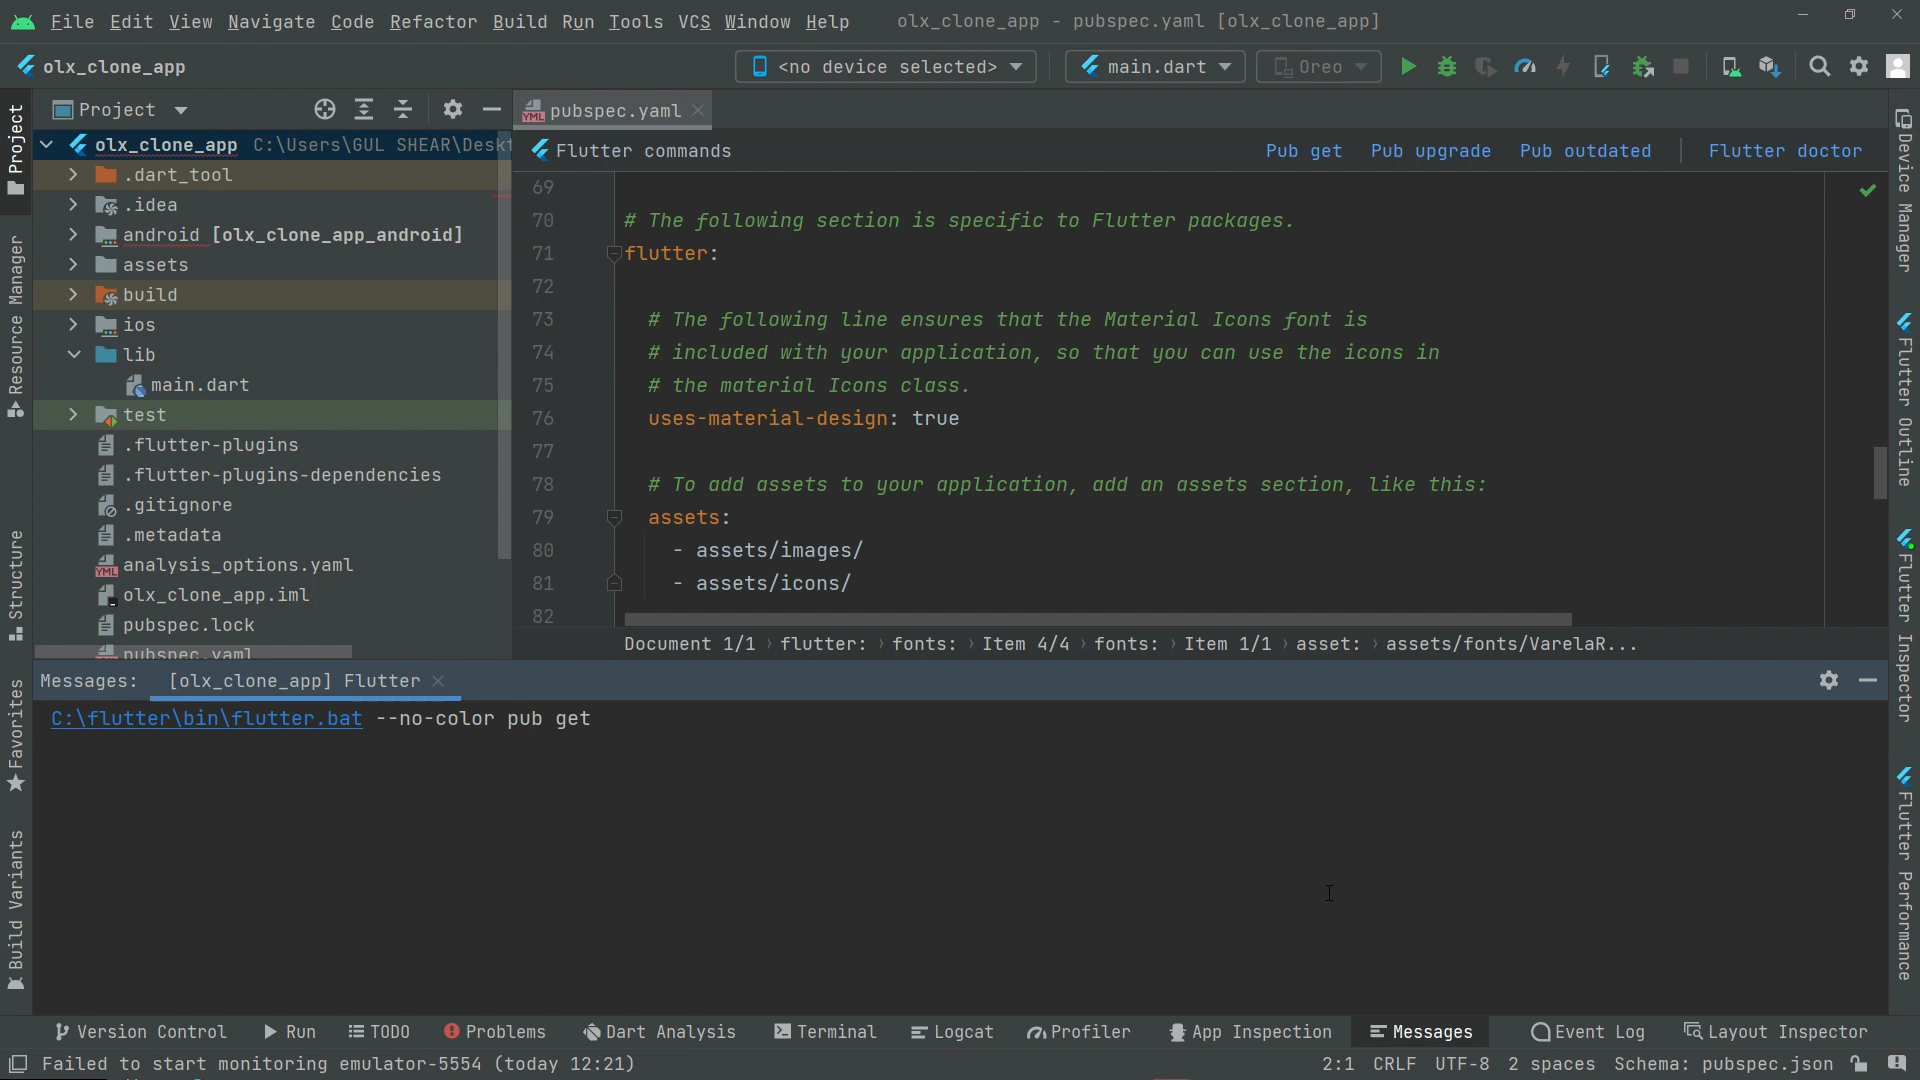 File Edit View Navigate Code Refactor Build Run Tools VCS Window Help olx_clone_app - pubspec.yaml [olx_clone_app]
olx_clone_app <no device selected> main.dart Oreo
Project pubspec.yaml
Flutter commands Pub get Pub upgrade Pub outdated Flutter doctor
olx_clone_app C:\Users\GUL SHEAR\Deskt
.dart_tool
.idea
android [olx_clone_app_android]
assets
build
ios
lib
main.dart
test
.flutter-plugins
.flutter-plugins-dependencies
.gitignore
.metadata
analysis_options.yaml
olx_clone_app.iml
pubspec.lock
pubspec.yaml
69
70 # The following section is specific to Flutter packages.
71 flutter:
72
73 # The following line ensures that the Material Icons font is
74 # included with your application, so that you can use the icons in
75 # the material Icons class.
76 uses-material-design: true
77
78 # To add assets to your application, add an assets section, like this:
79 assets:
80 - assets/images/
81 - assets/icons/
82
Document 1/1 › flutter: › fonts: › Item 4/4 › fonts: › Item 1/1 › asset: › assets/fonts/VarelaR...
Messages: [olx_clone_app] Flutter
C:\flutter\bin\flutter.bat --no-color pub get
Project
Resource Manager
Structure
Favorites
Build Variants
Device Manager
Flutter Outline
Flutter Inspector
Flutter Performance
Version Control Run TODO Problems Dart Analysis Terminal Logcat Profiler App Inspection Messages Event Log Layout Inspector
Failed to start monitoring emulator-5554 (today 12:21) 2:1 CRLF UTF-8 2 spaces Schema: pubspec.json